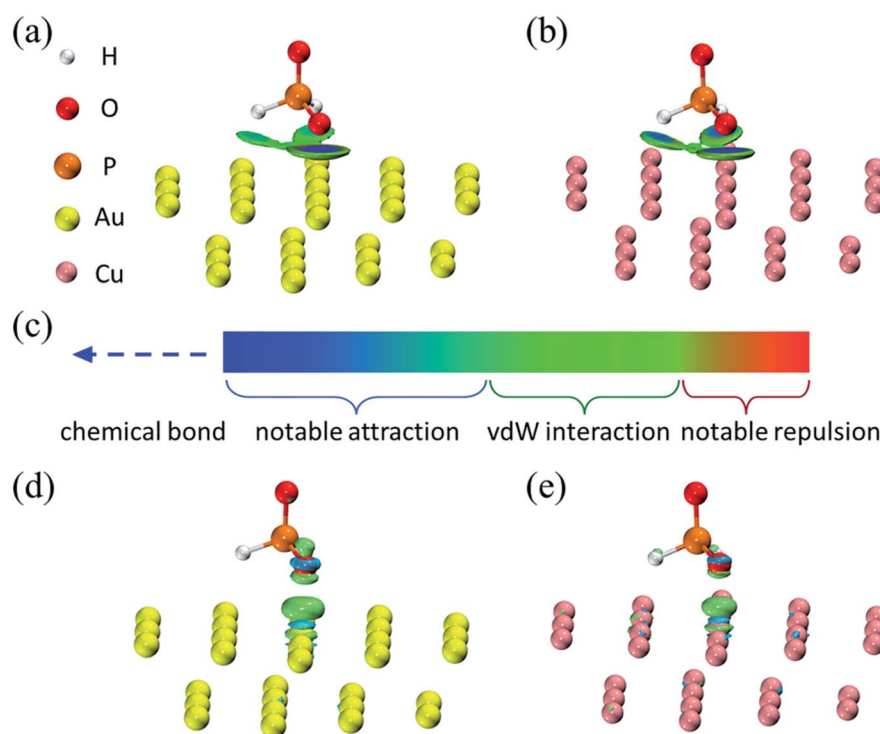 (a)
H
O
P
Au
Cu
(b)
(c)
chemical bond
notable attraction
vdW interaction
notable repulsion
(d)
(e)